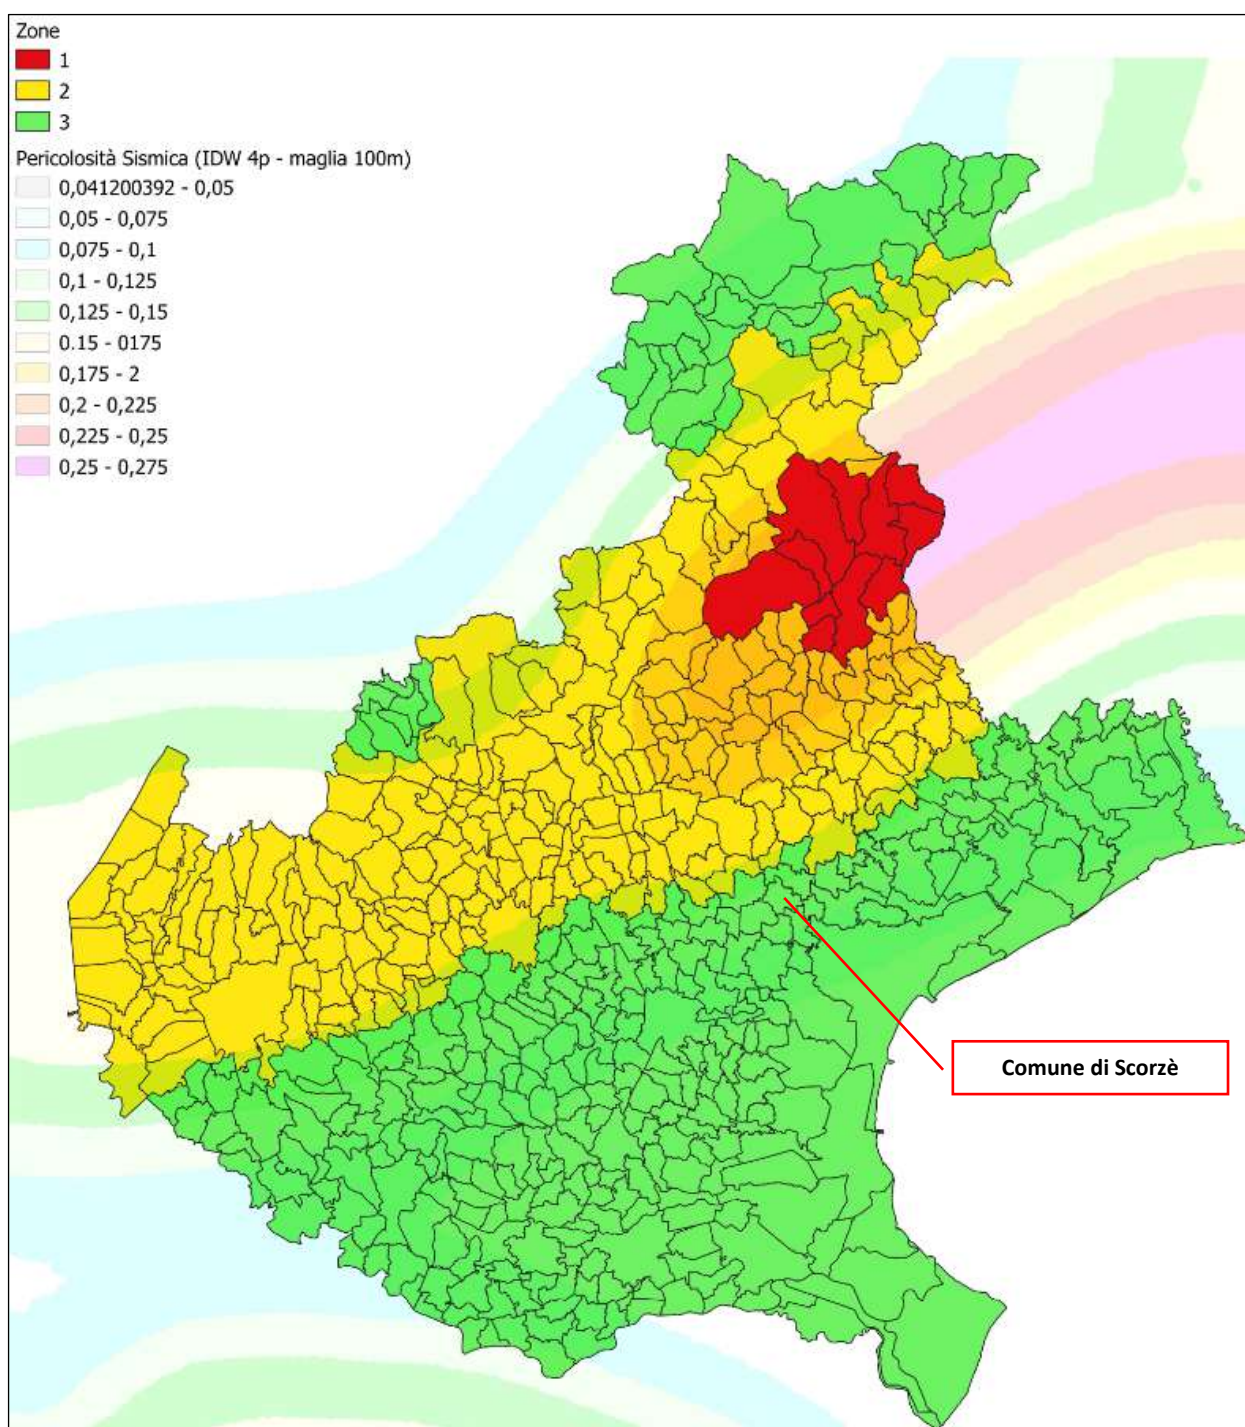 Zone
1
2
3
Pericolosità Sismica (IDW 4p - maglia 100m)
0,041200392 - 0,05
0,05 - 0,075
0,075 - 0,1
0,1 - 0,125
0,125 - 0,15
0.15 - 0175
0,175 - 2
0,2 - 0,225
0,225 - 0,25
0,25 - 0,275
Comune di Scorzè